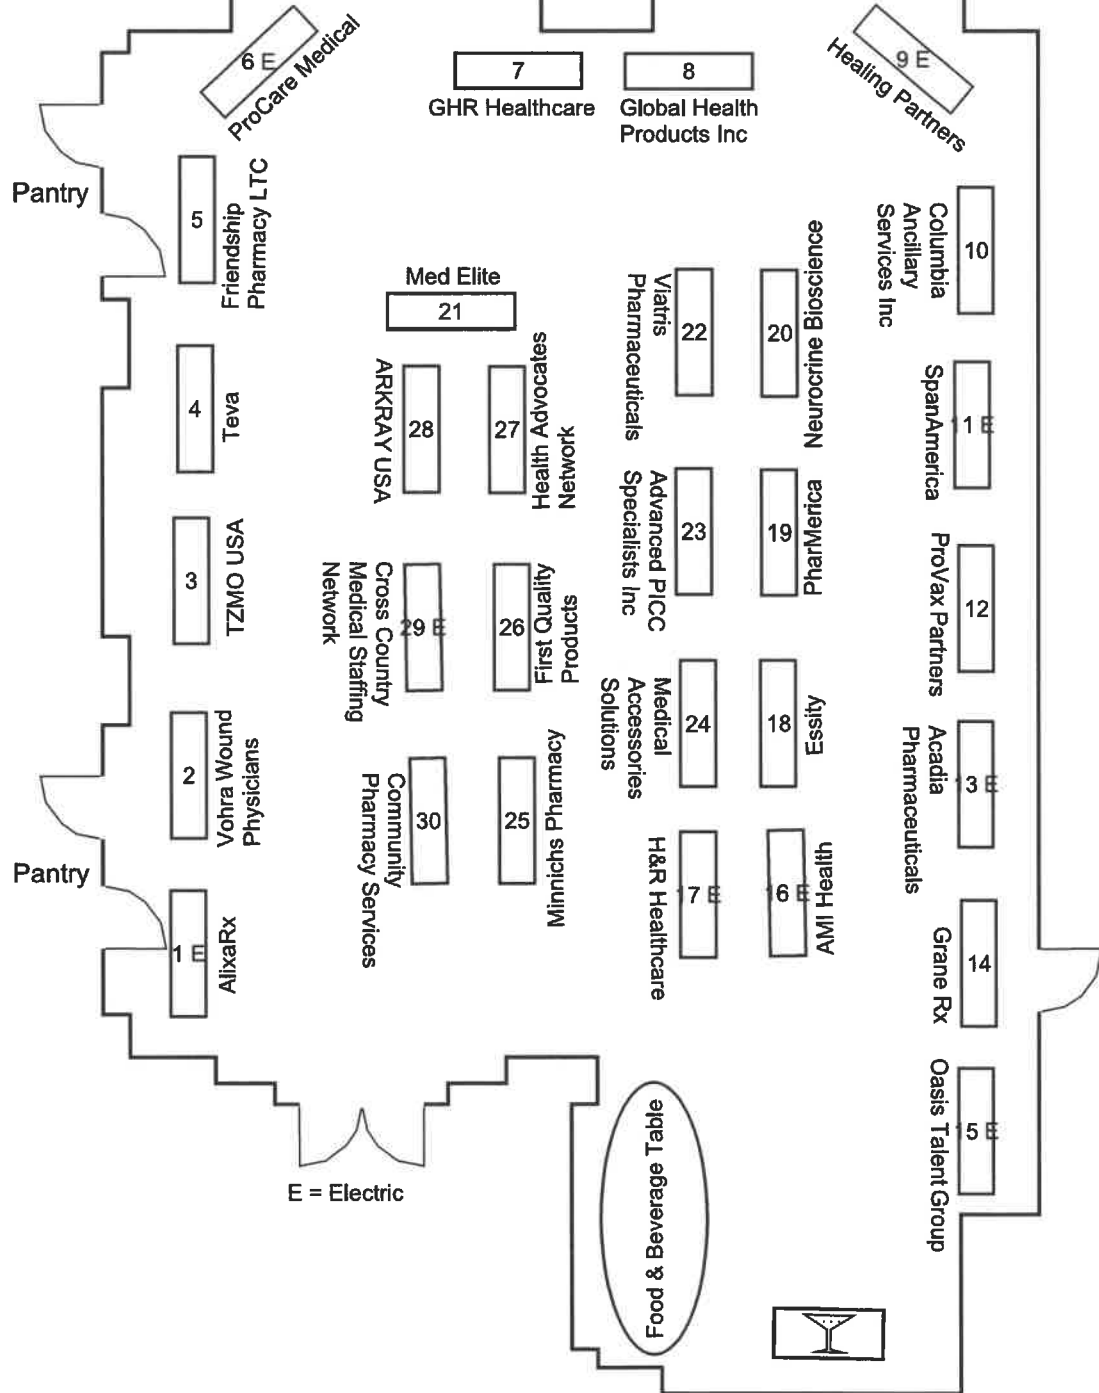 6 E
ProCare Medical
7
GHR Healthcare
8
Global Health
Products Inc
9 E
Healing Partners
Pantry
5
Friendship
Pharmacy LTC
4
Teva
3
TZMO USA
2
Vohra Wound
Physicians
Pantry
1 E
AlixaRx
Med Elite
21
ARKRAY USA
28
27
Health Advocates
Network
Cross Country
Medical Staffing
Network
29 E
26
First Quality
Products
Community
Pharmacy Services
30
25
Minnichs Pharmacy
Viatris
Pharmaceuticals
22
20
Neurocrine Bioscience
Advanced PICC
Specialists Inc
23
19
PharMerica
Medical
Accessories
Solutions
24
18
Essity
H&R Healthcare
17 E
16 E
AMI Health
Columbia
Ancillary
Services Inc
10
SpanAmerica
11 E
ProVax Partners
12
Acadia
Pharmaceuticals
13 E
Grane Rx
14
Oasis Talent Group
15 E
E = Electric
Food & Beverage Table